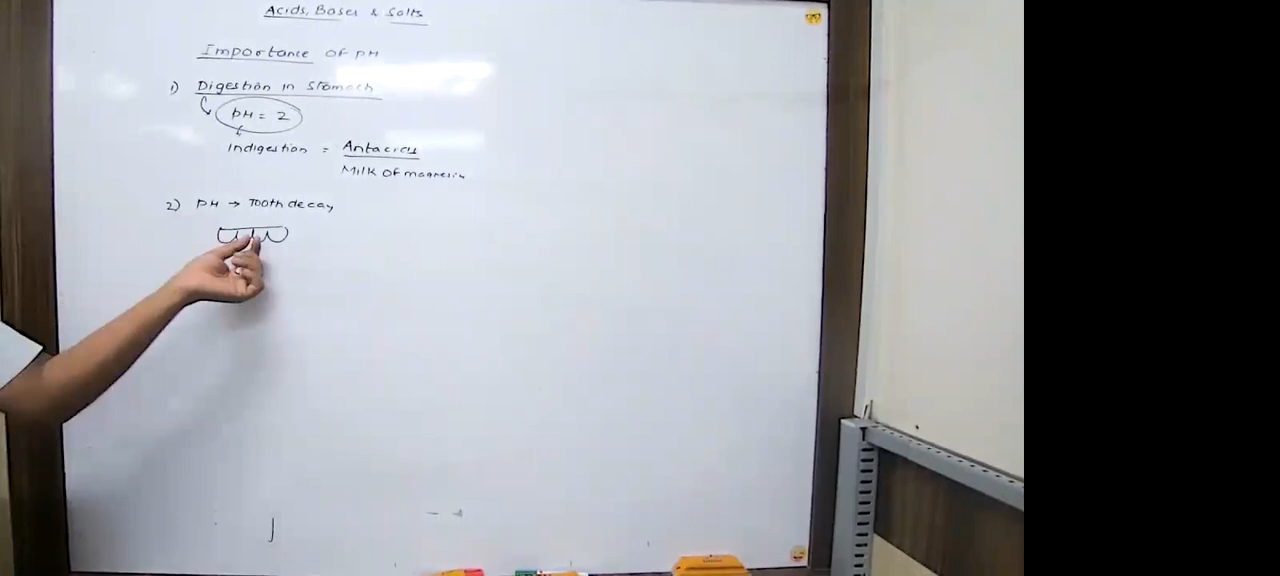 Acids, Bases & Salts
Importance of pH
1) Digestion in Stomach
pH = 2
Indigestion = Antacids
Milk of magnesia
2) pH → Tooth decay